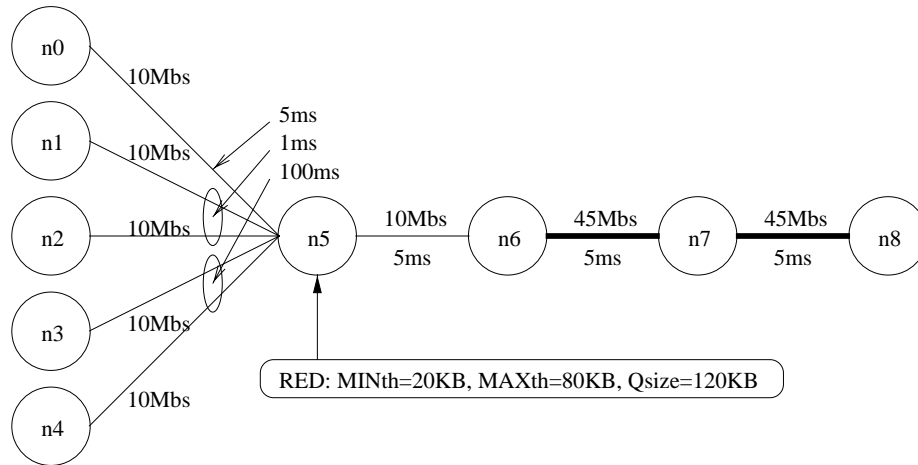 n0
10Mbs
5ms
n1
1ms
10Mbs
100ms
n2
10Mbs
n5
10Mbs
5ms
n6
45Mbs
5ms
n7
45Mbs
5ms
n8
n3
10Mbs
RED: MINth=20KB, MAXth=80KB, Qsize=120KB
10Mbs
n4